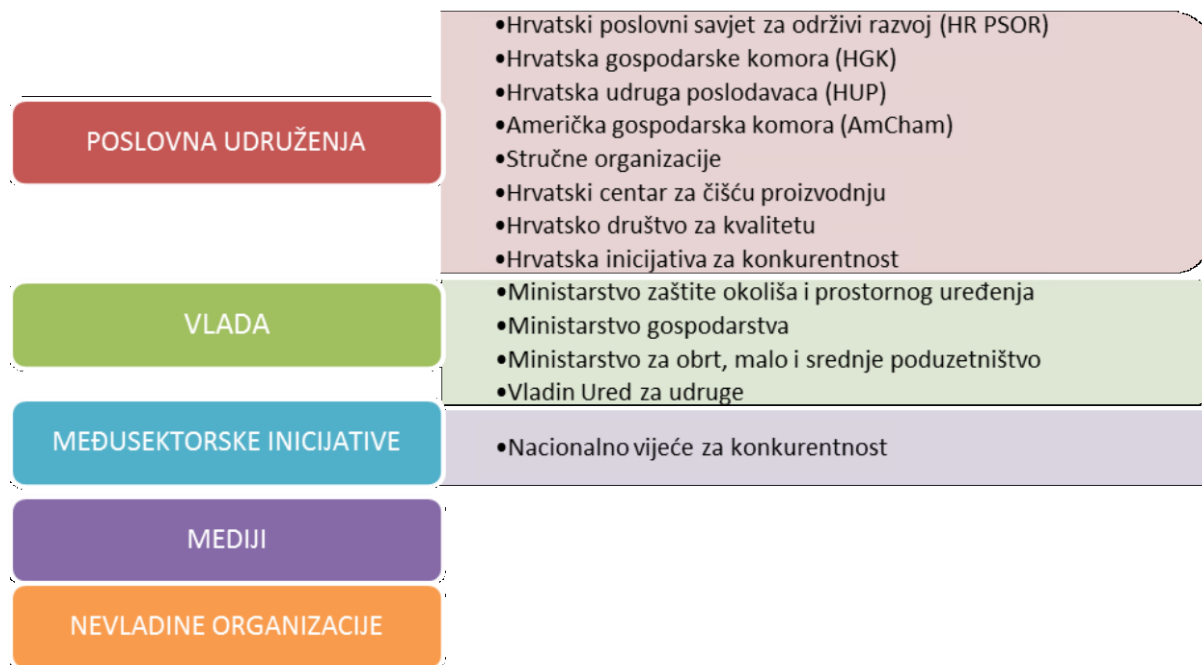 POSLOVNA UDRUŽENJA
•Hrvatski poslovni savjet za održivi razvoj (HR PSOR)
•Hrvatska gospodarske komora (HGK)
•Hrvatska udruga poslodavaca (HUP)
•Américka gospodarska komora (AmCham)
•Stručne organizacije
•Hrvatski centar za čišću proizvodnju
•Hrvatsko društvo za kvalitetu
•Hrvatska inicijativa za konkurentnost
VLADA
•Ministarstvo zaštite okoliša i prostornog uređenja
•Ministarstvo gospodarstva
•Ministarstvo za obrt, malo i srednje poduzetništvo
•Vladin Ured za udruge
MEĐUSEKTORSKE INICIJATIVE
•Nacionalno vijeće za konkurentnost
MEDIJI
NEVLADINE ORGANIZACIJE